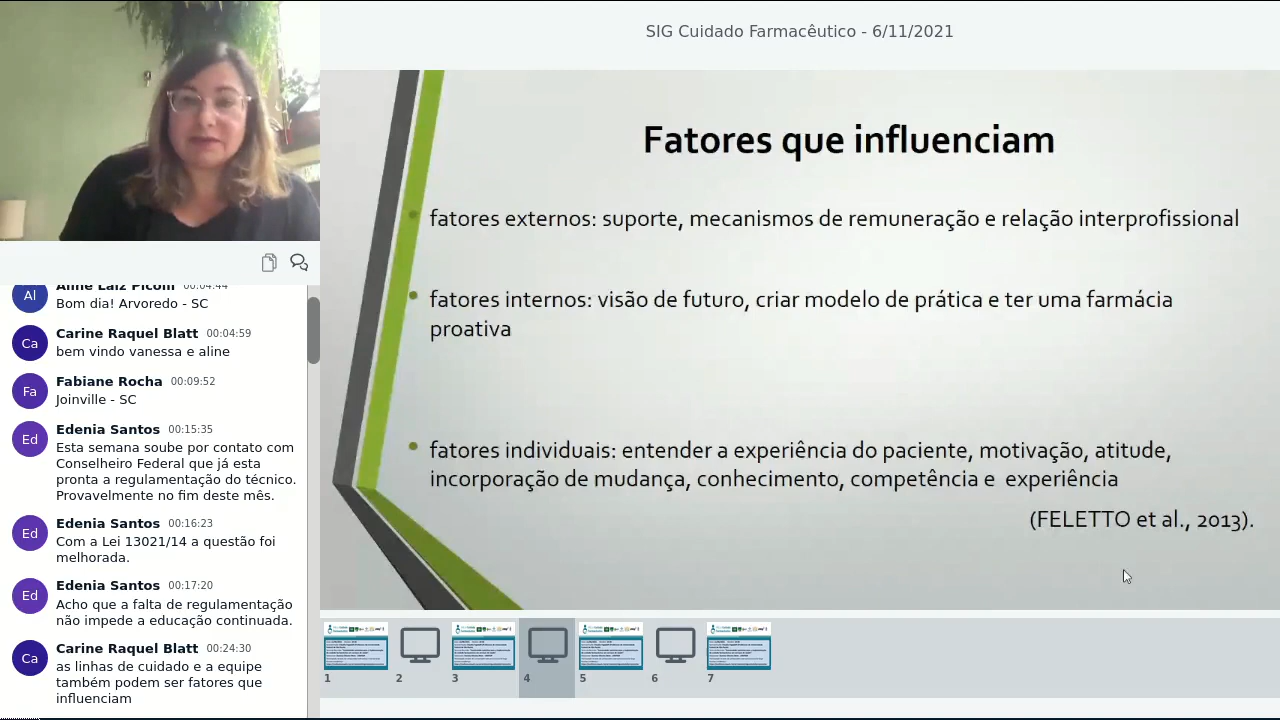 SIG Cuidado Farmacêutico - 6/11/2021
Fatores que influenciam
fatores externos: suporte, mecanismos de remuneração e relação interprofissional
fatores internos: visão de futuro, criar modelo de prática e ter uma farmácia
proativa
fatores individuais: entender a experiência do paciente, motivação, atitude,
incorporação de mudança, conhecimento, competência e experiência
(FELETTO et al., 2013).
Al
Aline Laiz Piconi 00:04:44
Bom dia! Arvoredo - SC
Ca
Carine Raquel Blatt 00:04:59
bem vindo vanessa e aline
Fa
Fabiane Rocha 00:09:52
Joinville - SC
Ed
Edenia Santos 00:15:35
Esta semana soube por contato com
Conselheiro Federal que já esta
pronta a regulamentação do técnico.
Provavelmente no fim deste mês.
Ed
Edenia Santos 00:16:23
Com a Lei 13021/14 a questão foi
melhorada.
Ed
Edenia Santos 00:17:20
Acho que a falta de regulamentação
não impede a educação continuada.
Ca
Carine Raquel Blatt 00:24:30
as linhas de cuidado e a equipe
também podem ser fatores que
influenciam
1
2
3
4
5
6
7